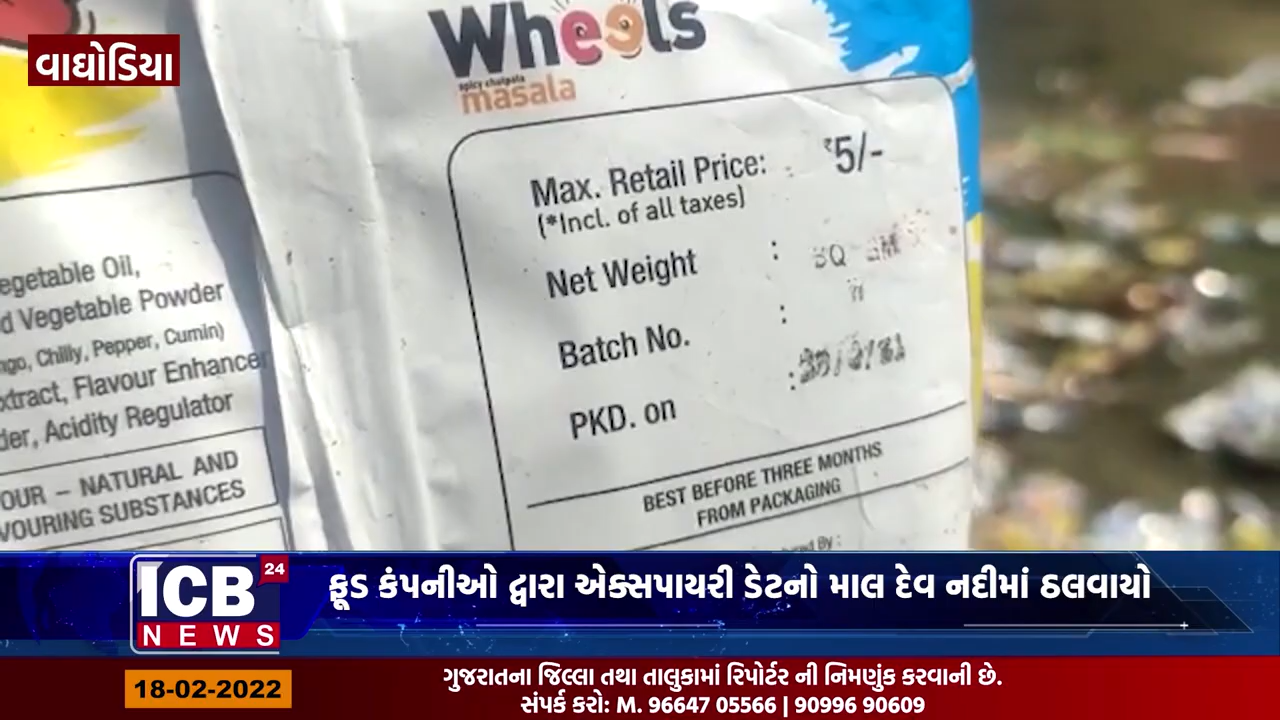 વાઘોડિયા
Wheels
spicy chatpata
masala
Max. Retail Price: ₹5/-
(*Incl. of all taxes)
Net Weight :
Batch No. :
PKD. on :
BEST BEFORE THREE MONTHS
FROM PACKAGING
egetable Oil,
d Vegetable Powder
ngo, Chilly, Pepper, Cumin)
xtract, Flavour Enhancer
der, Acidity Regulator
OUR – NATURAL AND
VOURING SUBSTANCES
ICB 24
NEWS
ફૂડ કંપનીઓ દ્વારા એક્સપાયરી ડેટનો માલ દેવ નદીમાં ઠલવાયો
18-02-2022
ગુજરાતના જિલ્લા તથા તાલુકામાં રિપોર્ટર ની નિમણુંક કરવાની છે.
સંપર્ક કરો: M. 96647 05566 | 90996 90609